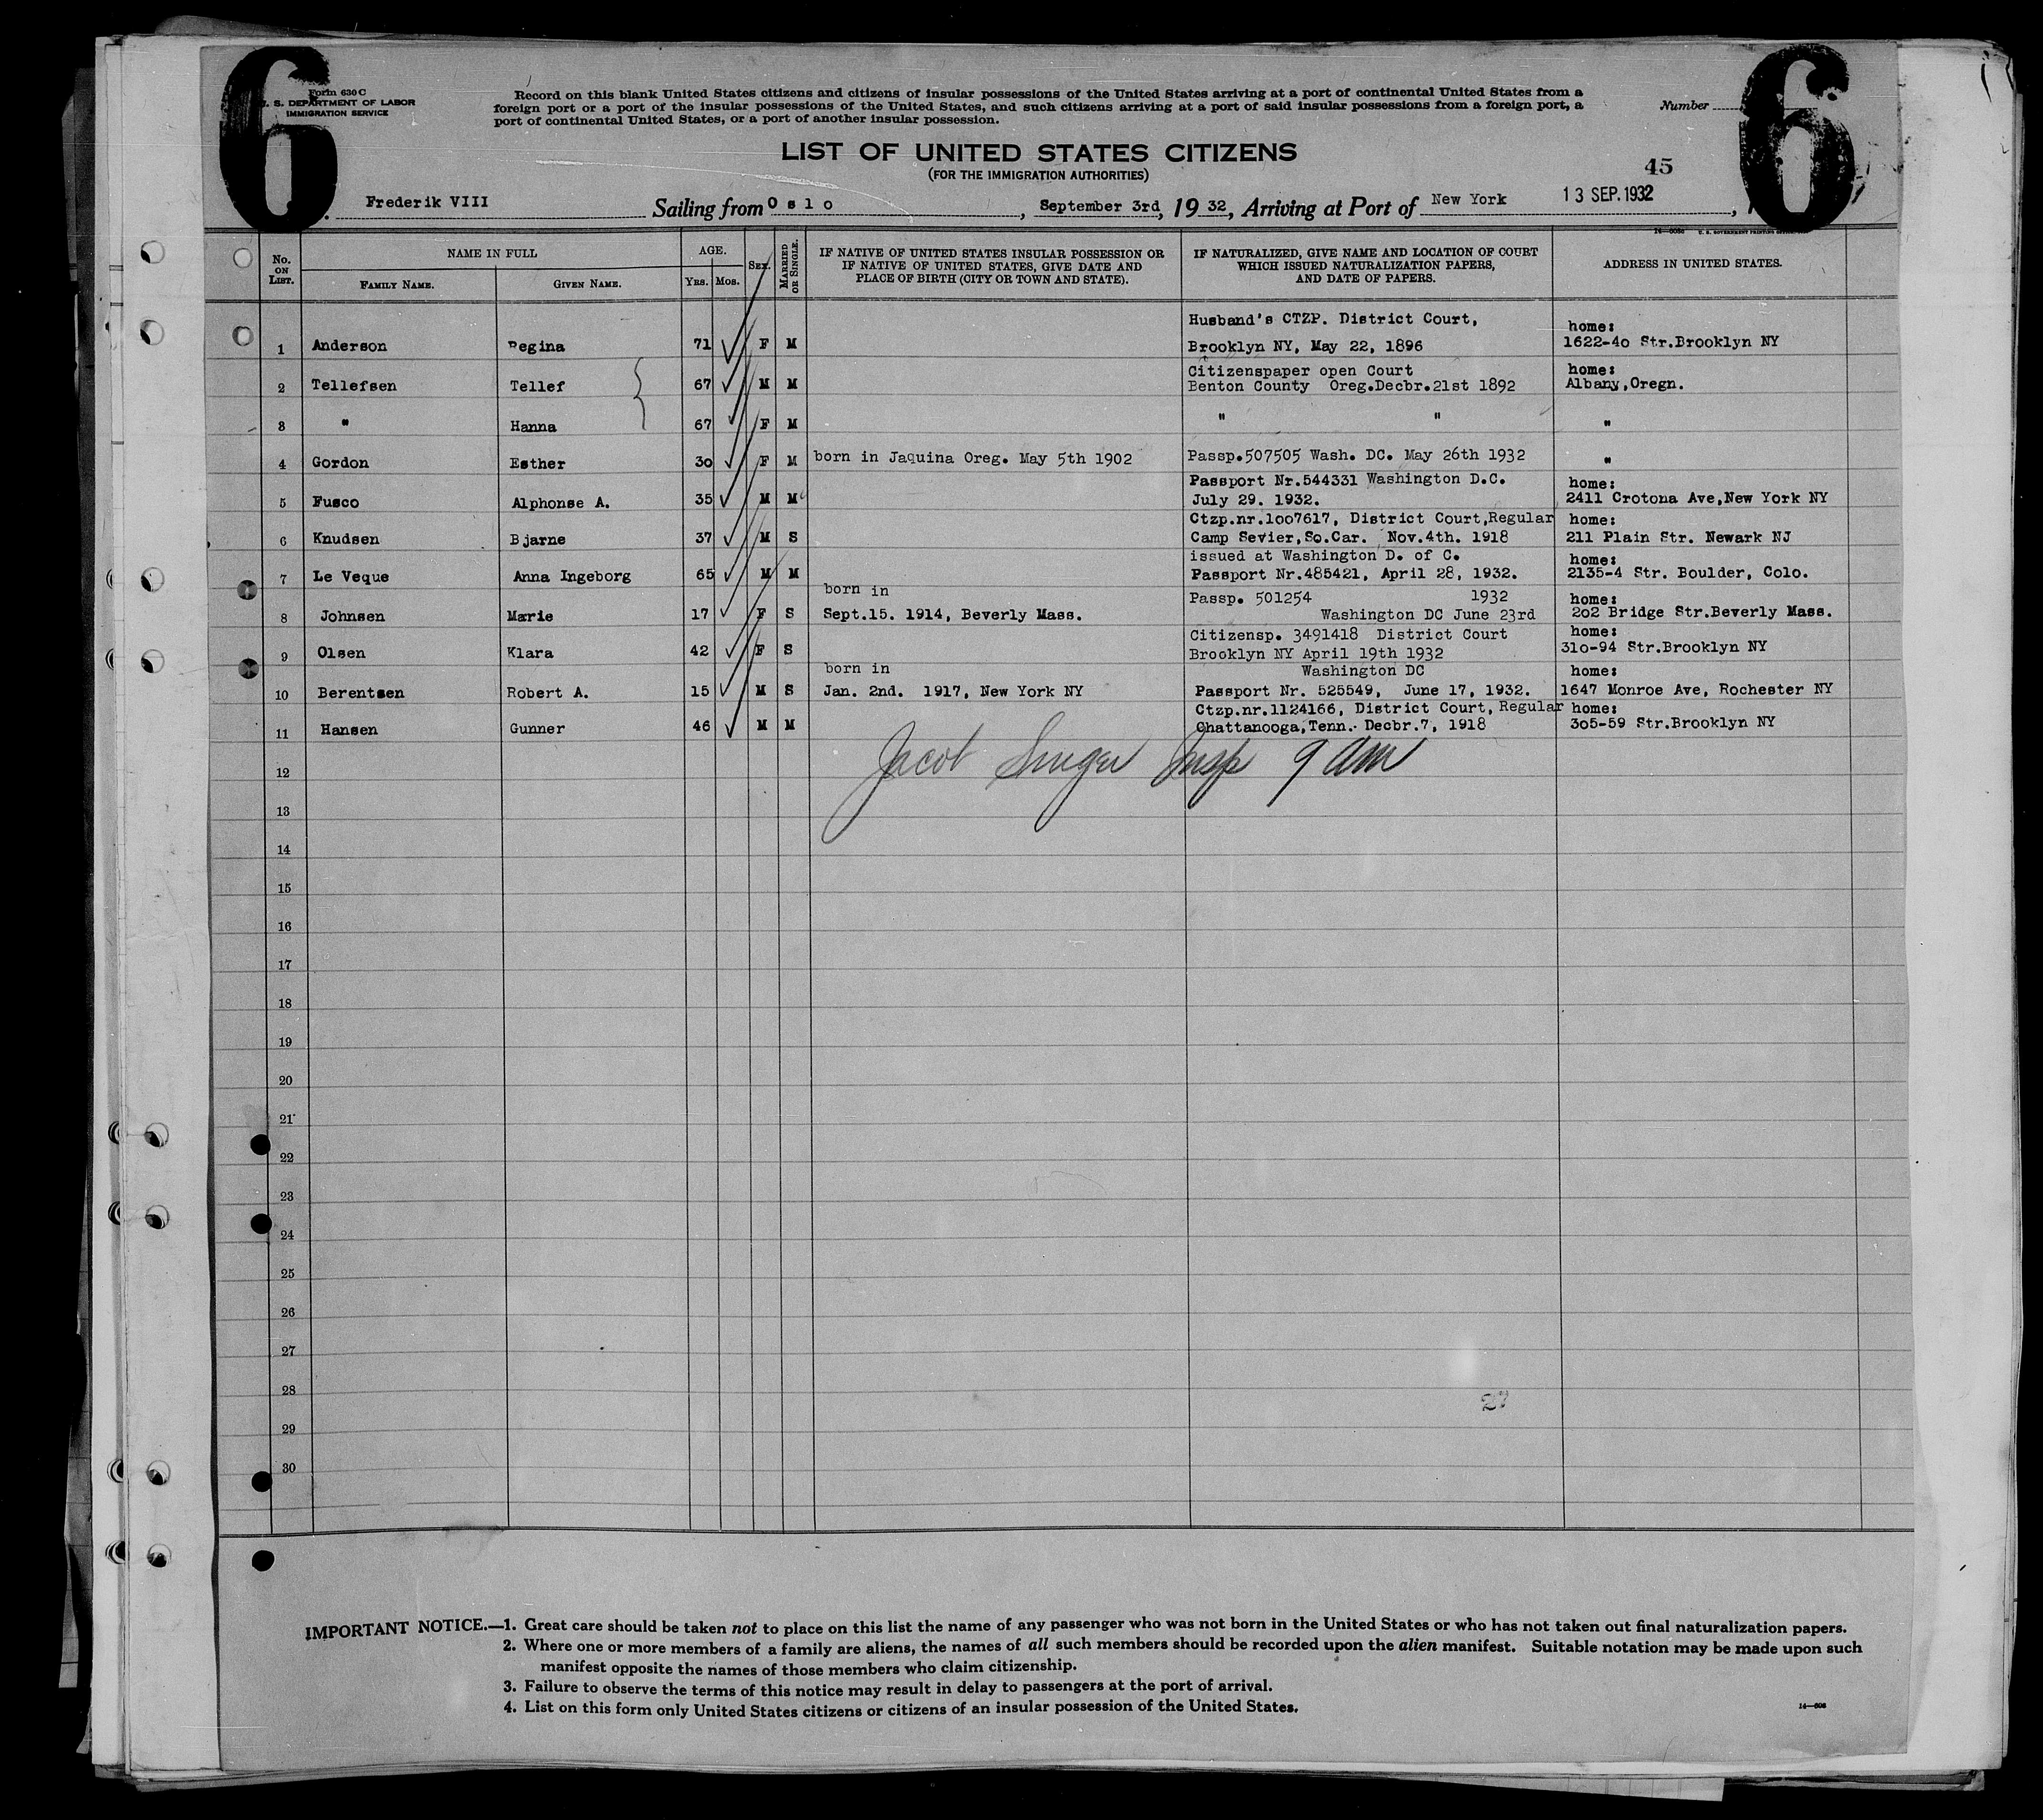 6
6
Form 630 C
U. S. DEPARTMENT OF LABOR
IMMIGRATION SERVICE
Record on this blank United States citizens and citizens of insular possessions of the United States arriving at a port of continental United States from a
foreign port or a port of the insular possessions of the United States, and such citizens arriving at a port of said insular possessions from a foreign port, a
port of continental United States, or a port of another insular possession.
Number
LIST OF UNITED STATES CITIZENS
(FOR THE IMMIGRATION AUTHORITIES)
45
Frederik VIII Sailing from Oslo, September 3rd, 1932, Arriving at Port of New York 13 SEP. 1932
No. ON LIST. NAME IN FULL AGE. SEX. MARRIED OR SINGLE. IF NATIVE OF UNITED STATES INSULAR POSSESSION OR IF NATIVE OF UNITED STATES, GIVE DATE AND PLACE OF BIRTH (CITY OR TOWN AND STATE). IF NATURALIZED, GIVE NAME AND LOCATION OF COURT WHICH ISSUED NATURALIZATION PAPERS, AND DATE OF PAPERS. ADDRESS IN UNITED STATES.
FAMILY NAME. GIVEN NAME. YRS. MOS.
Husband's CTZP. District Court, home:
1 Anderson Regina 71 F M Brooklyn NY, May 22, 1896 1622-4o Str.Brooklyn NY
Citizenspaper open Court home:
2 Tellefsen Tellef 67 M M Benton County Oreg.Decbr.21st 1892 Albany,Oregn.
3 " Hanna 67 F M " " "
4 Gordon Esther 3o F M born in Jaquina Oreg. May 5th 1902 Passp.507505 Wash. DC. May 26th 1932 "
Passport Nr.544331 Washington D.C. home:
5 Fusco Alphonse A. 35 M M July 29. 1932. 2411 Crotona Ave,New York NY
Ctzp.nr.1oo7617, District Court,Regular home:
6 Knudsen Bjarne 37 M S Camp Sevier,So.Car. Nov.4th. 1918 211 Plain Str. Newark NJ
issued at Washington D. of C. home:
7 Le Veque Anna Ingeborg 65 M M Passport Nr.485421, April 28, 1932. 2135-4 Str. Boulder, Colo.
born in Passp. 501254 1932 home:
8 Johnsen Marie 17 F S Sept.15. 1914, Beverly Mass. Washington DC June 23rd 2o2 Bridge Str.Beverly Mass.
Citizensp. 3491418 District Court home:
9 Olsen Klara 42 F S Brooklyn NY April 19th 1932 31o-94 Str.Brooklyn NY
born in Washington DC home:
10 Berentsen Robert A. 15 M S Jan. 2nd. 1917, New York NY Passport Nr. 525549, June 17, 1932. 1647 Monroe Ave, Rochester NY
Ctzp.nr.1124166, District Court, Regular home:
11 Hansen Gunner 46 M M Chattanooga,Tenn. Decbr.7, 1918 3o5-59 Str.Brooklyn NY
Jacob Singer Insp 9 am
12
13
14
15
16
17
18
19
20
21
22
23
24
25
26
27
28
29
30
IMPORTANT NOTICE.—1. Great care should be taken not to place on this list the name of any passenger who was not born in the United States or who has not taken out final naturalization papers.
2. Where one or more members of a family are aliens, the names of all such members should be recorded upon the alien manifest. Suitable notation may be made upon such
manifest opposite the names of those members who claim citizenship.
3. Failure to observe the terms of this notice may result in delay to passengers at the port of arrival.
4. List on this form only United States citizens or citizens of an insular possession of the United States.